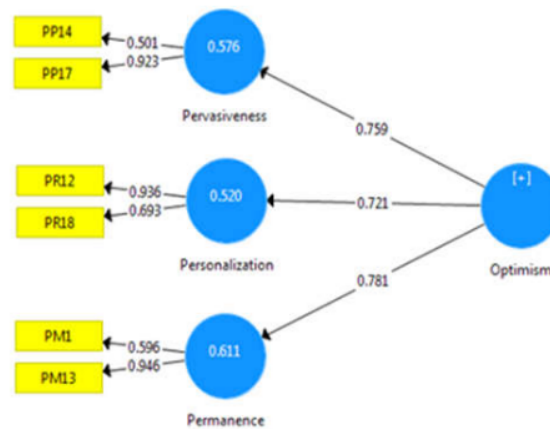 PP14
0.501
0.576
PP17
0.923
Pervasiveness
0.759
PR12
0.936
0.520
PR18
0.693
Personalization
0.721
[+]
Optimism
0.781
PM1
0.596
0.611
PM13
0.946
Permanence